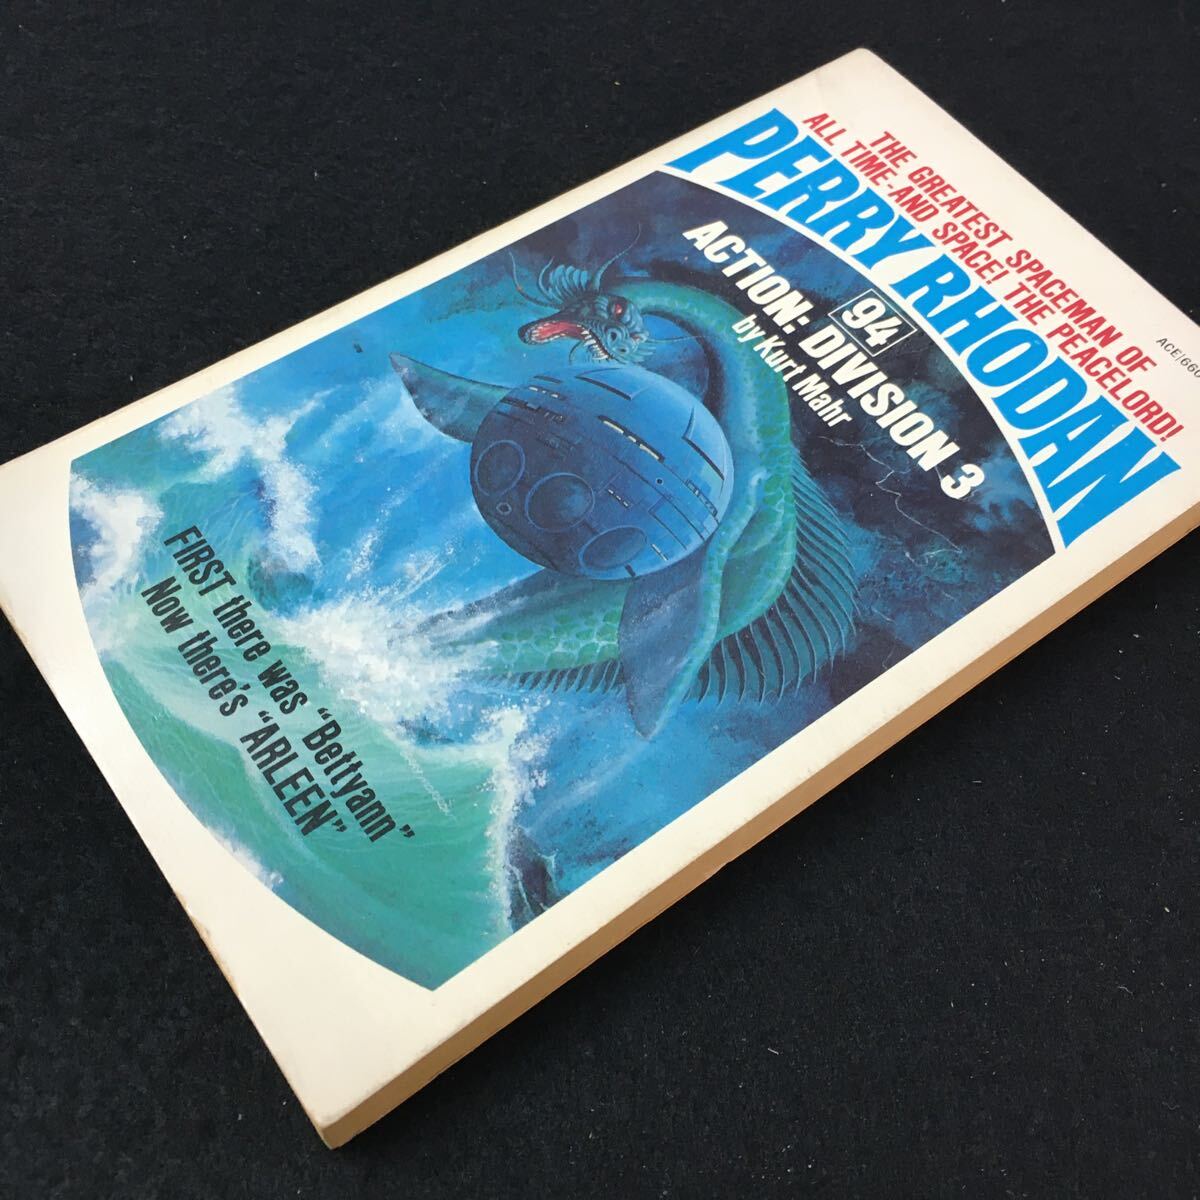 THE GREATEST SPACEMAN OF
ALL TIME-AND SPACE! THE PEACELORD!
PERRY RHODAN
94
ACTION: DIVISION 3
by Kurt Mahr
FIRST there was "Bettyann"
Now there's "ARLEEN"